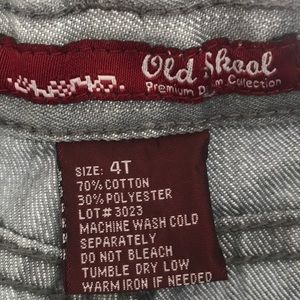 Old Skool
Premium Denim Collection
SIZE: 4T
70% COTTON
30% POLYESTER
LOT # 3023
MACHINE WASH COLD
SEPARATELY
DO NOT BLEACH
TUMBLE DRY LOW
WARM IRON IF NEEDED